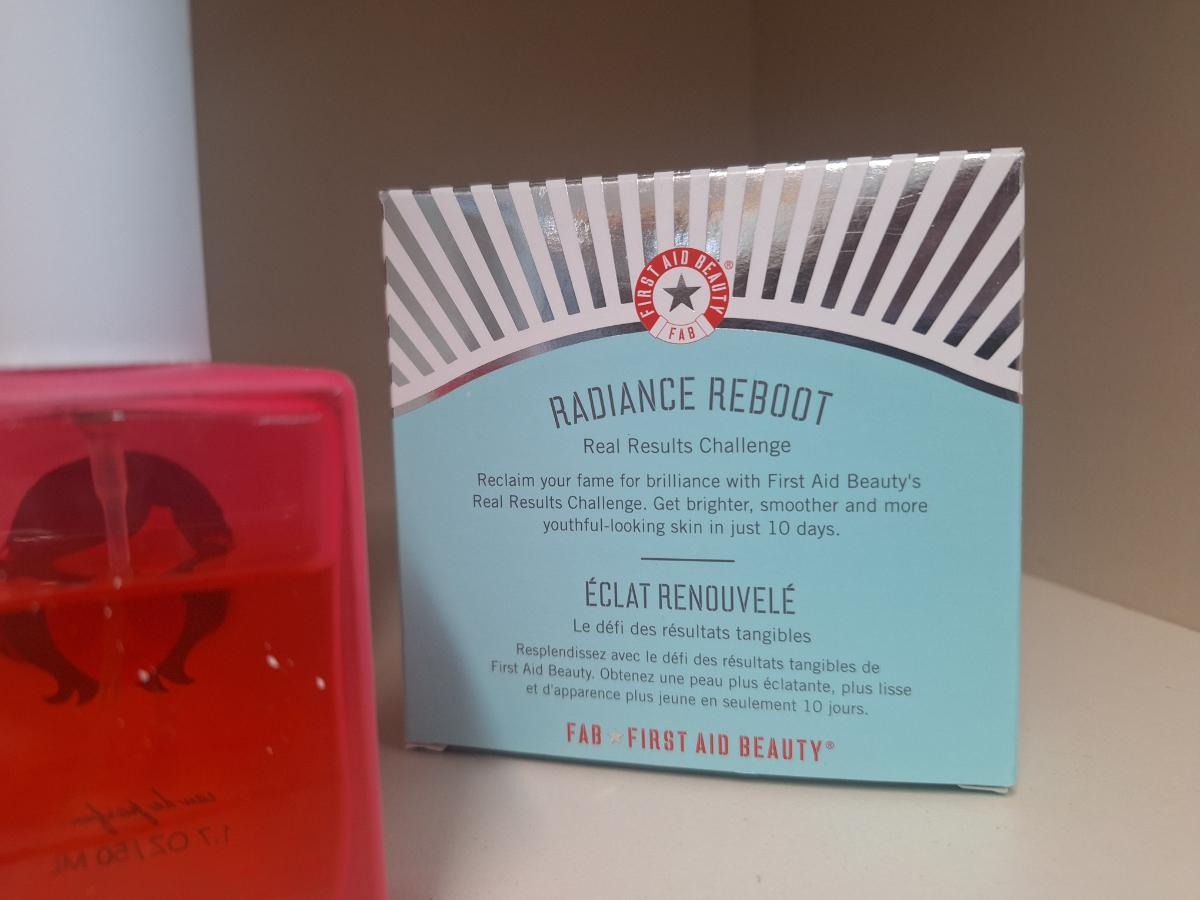 FIRST AID BEAUTY®
FAB
RADIANCE REBOOT
Real Results Challenge
Reclaim your fame for brilliance with First Aid Beauty's
Real Results Challenge. Get brighter, smoother and more
youthful-looking skin in just 10 days.
ÉCLAT RENOUVELÉ
Le défi des résultats tangibles
Resplendissez avec le défi des résultats tangibles de
First Aid Beauty. Obtenez une peau plus éclatante, plus lisse
et d'apparence plus jeune en seulement 10 jours.
FAB FIRST AID BEAUTY®
eau de parfum
1.7 OZ/50 ML